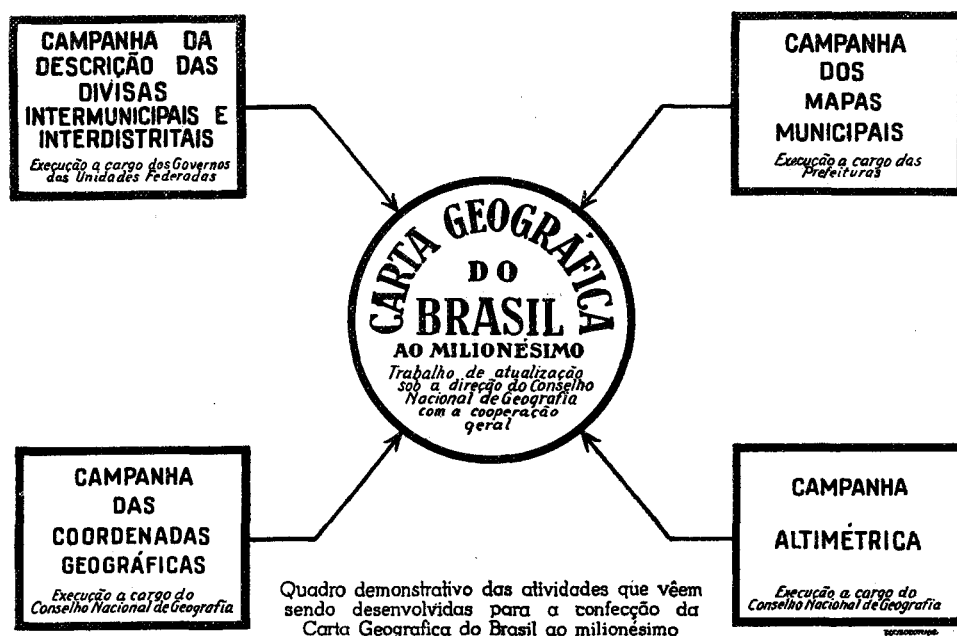 CAMPANHA DA
DESCRIÇÃO DAS
DIVISAS
INTERMUNICIPAIS E
INTERDISTRITAIS
Execução a cargo dos Governos
das Unidades Federadas
CAMPANHA
DOS
MAPAS
MUNICIPAIS
Execução a cargo das
Prefeituras
CARTA GEOGRÁFICA
DO
BRASIL
AO MILIONÉSIMO
Trabalho de atualização
sob a direção do Conselho
Nacional de Geografia
com a cooperação
geral
CAMPANHA
DAS
COORDENADAS
GEOGRÁFICAS
Execução a cargo do
Conselho Nacional de Geografia
CAMPANHA
ALTIMÉTRICA
Execução a cargo do
Conselho Nacional de Geografia
Quadro demonstrativo das atividades que vêem
sendo desenvolvidas para a confecção da
Carta Geografica do Brasil ao milionésimo